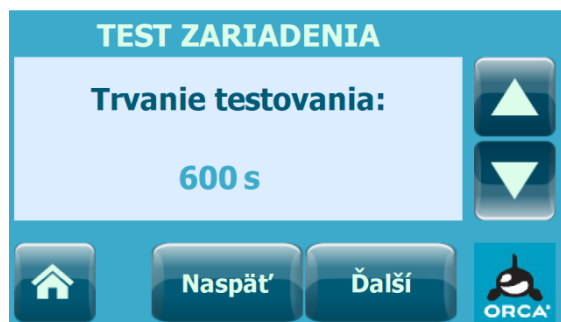 TEST ZARIADENIA
Trvanie testovania:
600 s
Naspäť
Ďalší
ORCA®